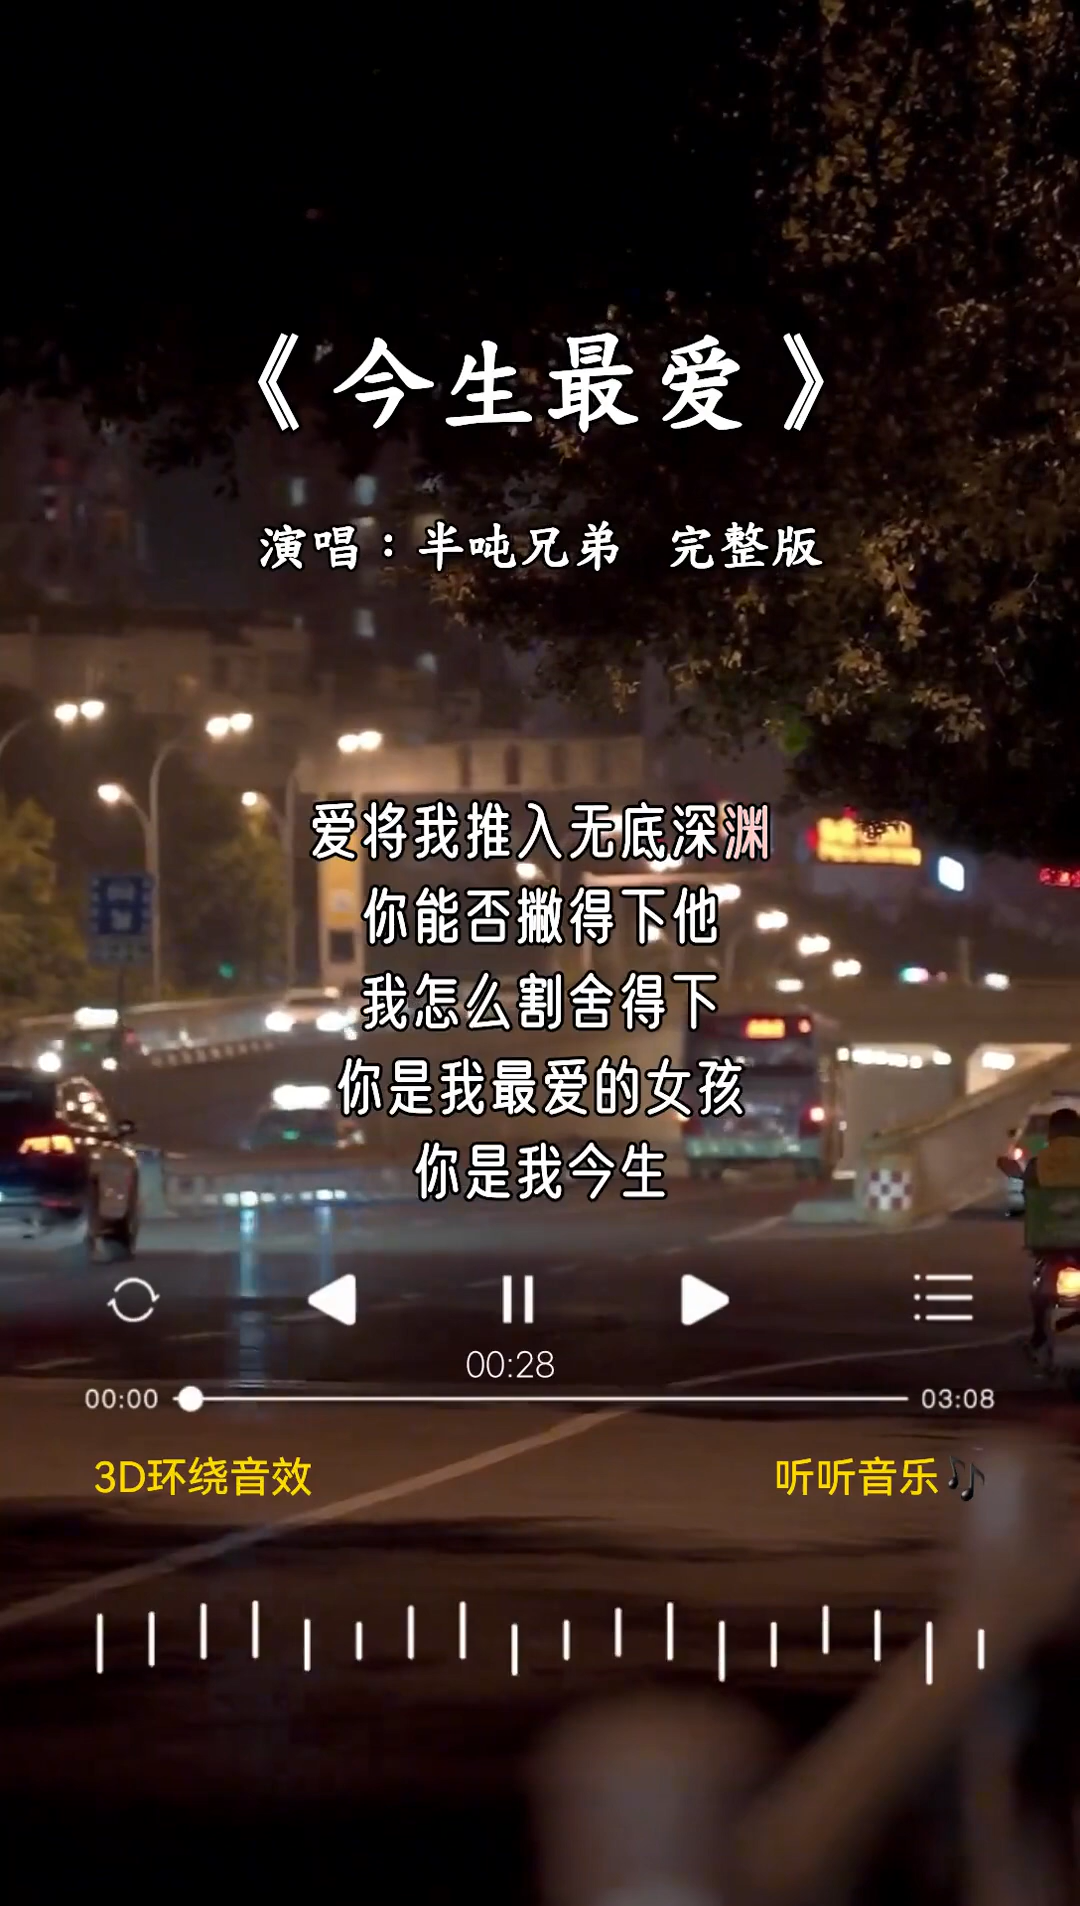 《今生最爱》
演唱：半吨兄弟 完整版
爱将我推入无底深渊
你能否撇得下他
我怎么割舍得下
你是我最爱的女孩
你是我今生
00:28
00:00 03:08
3D环绕音效 听听音乐🎶